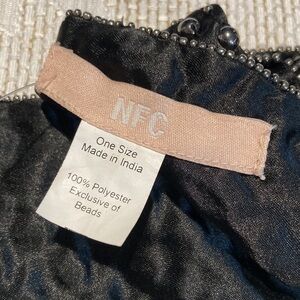 NFC
One Size
Made in India
100% Polyester
Exclusive of
Beads